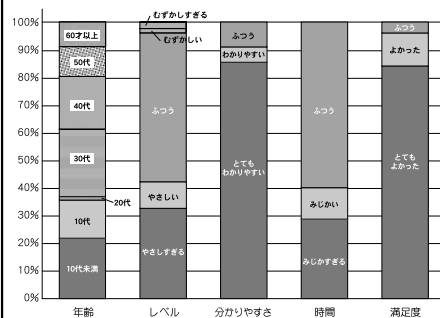 100%
90%
80%
70%
60%
50%
40%
30%
20%
10%
0%
60才以上
50代
40代
30代
20代
10代
10代未満
むずかしすぎる
むずかしい
ふつう
やさしい
やさしすぎる
ふつう
わかりやすい
とても
わかりやすい
ふつう
みじかい
みじかすぎる
ふつう
よかった
とても
よかった
年齢
レベル
分かりやすさ
時間
満足度